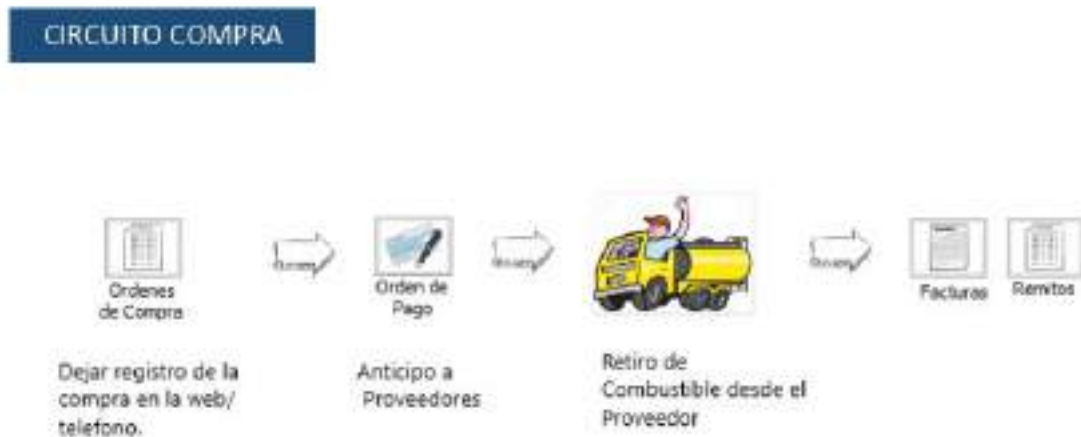 CIRCUITO COMPRA
Ordenes
de Compra
Orden de
Pago
Facturas
Remitos
Dejar registro de la
compra en la web/
telefono.
Anticipo a
Proveedores
Retiro de
Combustible desde el
Proveedor